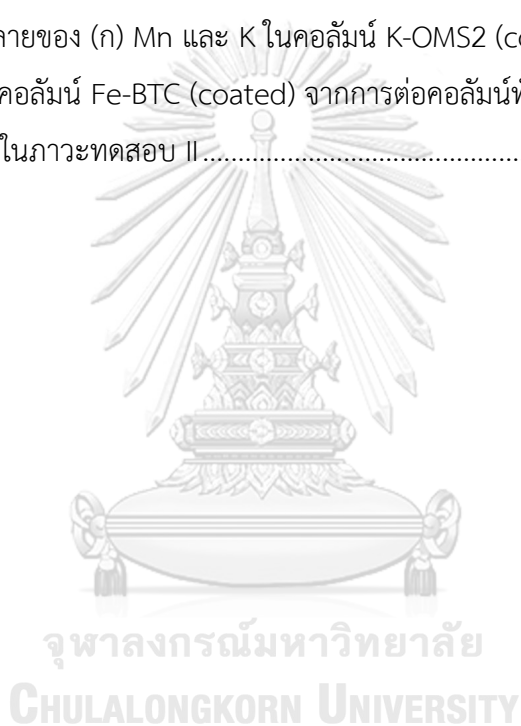 ลายของ (ก) Mn และ K ในคอลัมน์ K-OMS2 (co
คอลัมน์ Fe-BTC (coated) จากการต่อคอลัมน์
ในภาวะทดสอบ II............................................
จุฬาลงกรณ์มหาวิทยาลัย
CHULALONGKORN UNIVERSITY